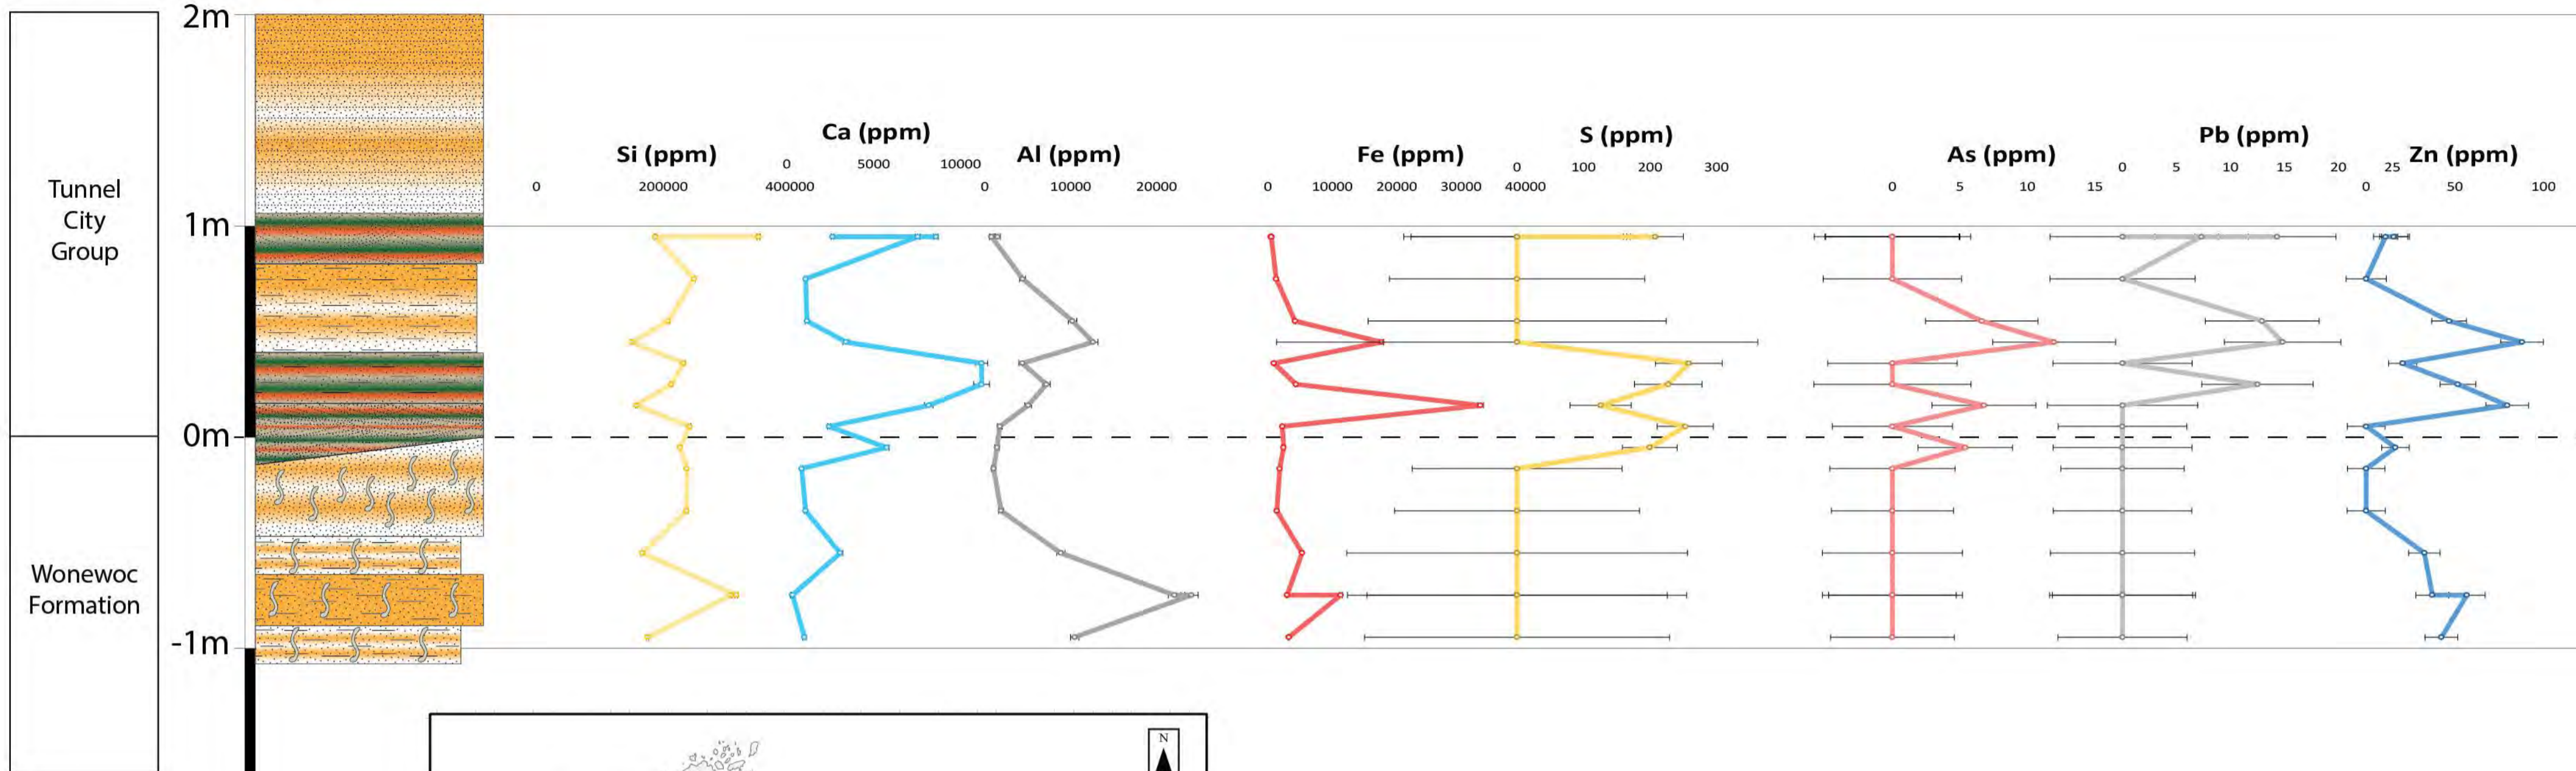 2m
Ca (ppm)
S (ppm)
Pb (ppm)
Si (ppm)
Al (ppm)
Fe (ppm)
As (ppm)
Zn (ppm)
0 5000 10000
0 100 200 300
0 5 10 15 20 25
0 200000 400000
0 10000 20000
0 10000 20000 30000 40000
0 5 10 15
0 50 100
Tunnel
City
Group
1m
0m
Wonewoc
Formation
-1m
N